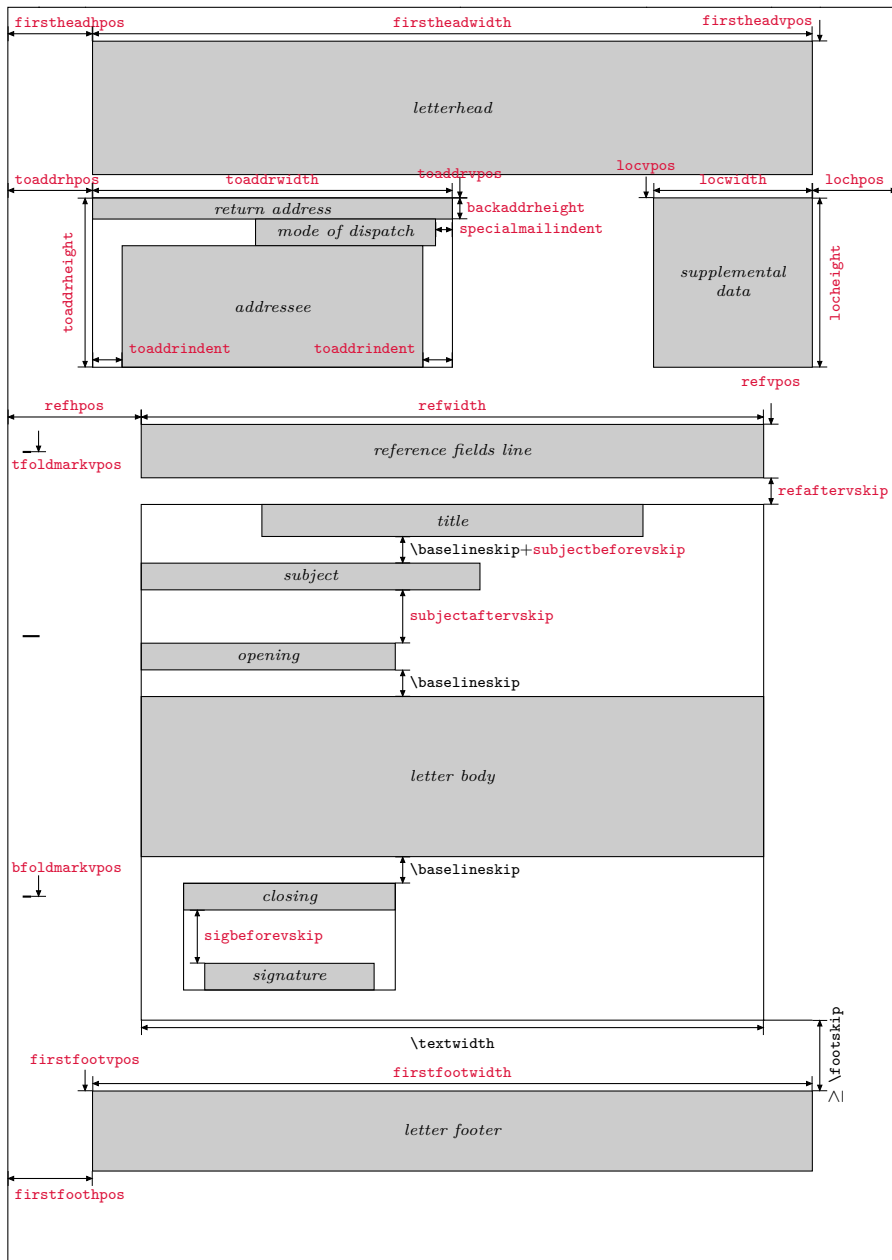 firstheadhpos firstheadwidth firstheadvpos
letterhead
toaddrhpos toaddrwidth toaddrvpos locvpos locwidth lochpos
return address backaddrheight
mode of dispatch specialmailindent
toaddrheight addressee supplemental
data locheight
toaddrindent toaddrindent
refvpos
refhpos refwidth
reference fields line
tfoldmarkvpos
refaftervskip
title
\baselineskip+subjectbeforevskip
subject
subjectaftervskip
opening
\baselineskip
letter body
bfoldmarkvpos \baselineskip
closing
sigbeforevskip
signature
\textwidth
≥ \footskip
firstfootvpos
firstfootwidth
letter footer
firstfoothpos